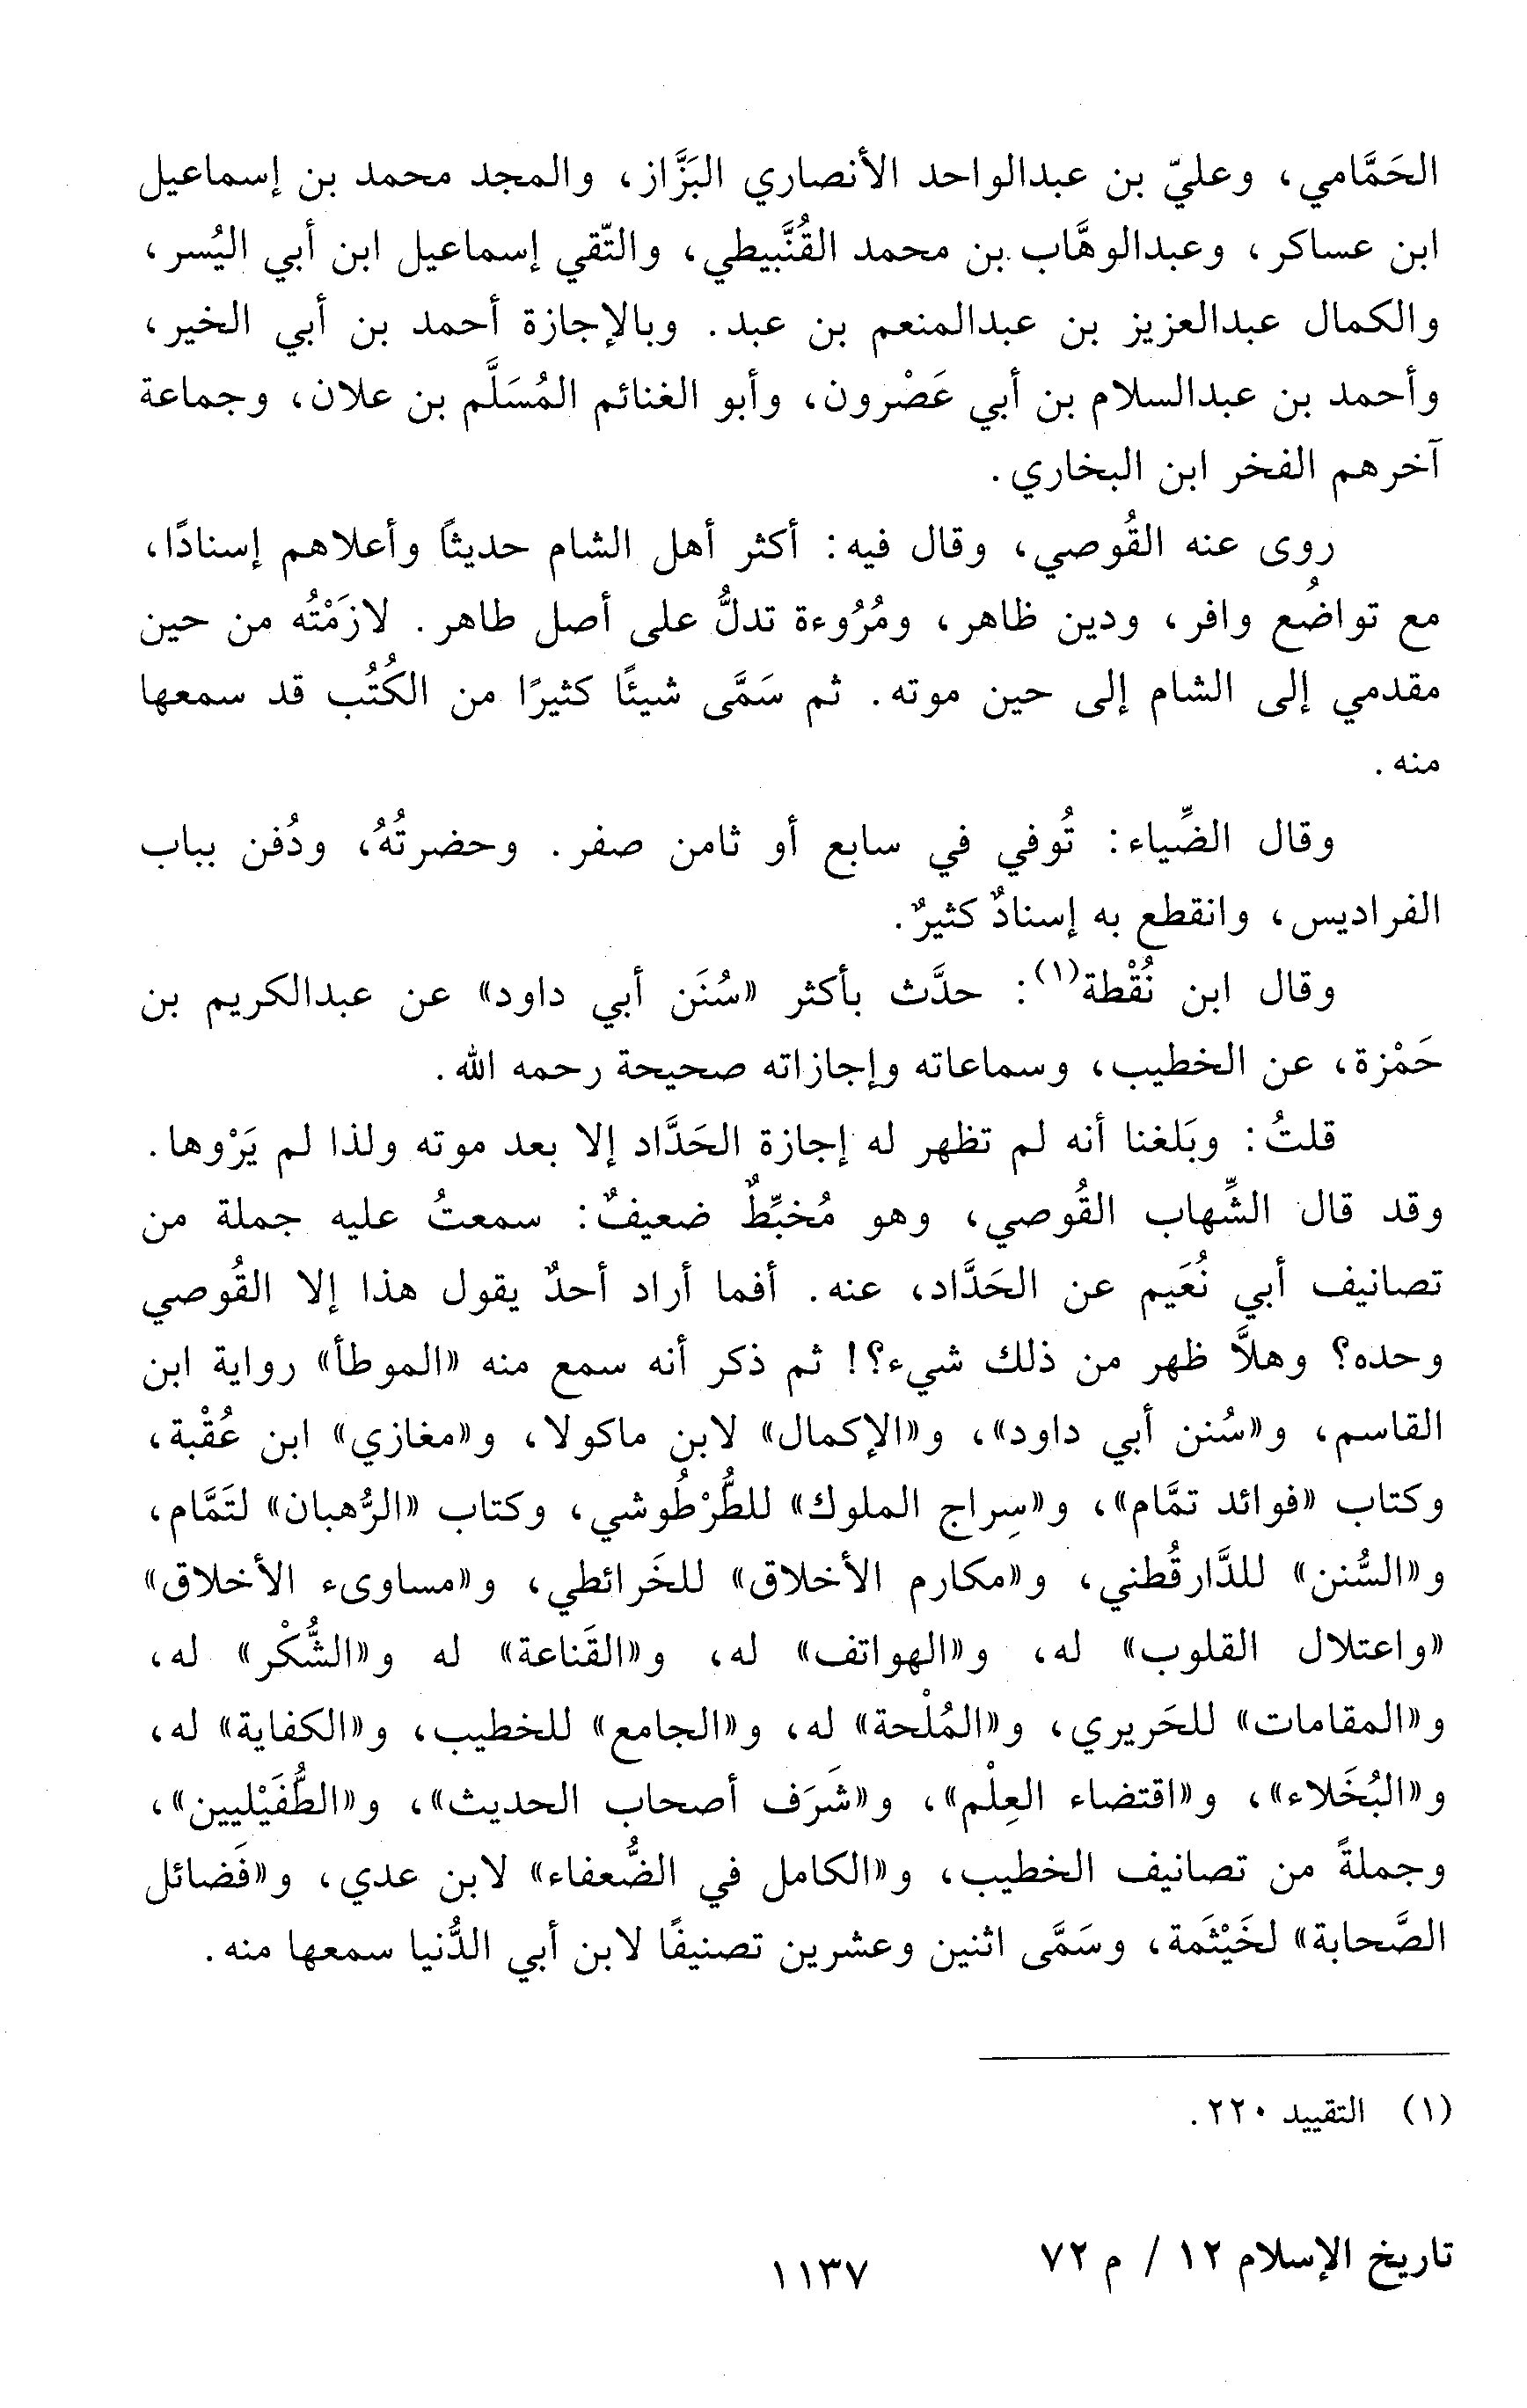 الحَمَّامي، وعليّ بن عبدالواحد الأنصاري البَزَّاز، والمجد محمد بن إسماعيل
ابن عساكر، وعبدالوهَّاب بن محمد القُنَّبيطي، والتّقي إسماعيل ابن أبي اليُسر،
والكمال عبدالعزيز بن عبدالمنعم بن عبد. وبالإجازة أحمد بن أبي الخير،
وأحمد بن عبدالسلام بن أبي عَصْرون، وأبو الغنائم المُسَلَّم بن علان، وجماعة
آخرهم الفخر ابن البخاري.
روى عنه القُوصي، وقال فيه: أكثر أهل الشام حديثًا وأعلاهم إسنادًا،
مع تواضُع وافر، ودين ظاهر، ومُرُوءة تدلُّ على أصل طاهر. لازَمْتُه من حين
مقدمي إلى الشام إلى حين موته. ثم سَمَّى شيئًا كثيرًا من الكُتُب قد سمعها
منه.
وقال الضِّياء: تُوفي في سابع أو ثامن صفر. وحضرتُهُ، ودُفن بباب
الفراديس، وانقطع به إسنادٌ كثيرٌ.
وقال ابن نُقْطة(١): حدَّث بأكثر «سُنَن أبي داود» عن عبدالكريم بن
حَمْزة، عن الخطيب، وسماعاته وإجازاته صحيحة رحمه الله.
قلتُ: وبَلغنا أنه لم تظهر له إجازة الحَدَّاد إلا بعد موته ولذا لم يَرْوها.
وقد قال الشِّهاب القُوصي، وهو مُخبِّطٌ ضعيفٌ: سمعتُ عليه جملة من
تصانيف أبي نُعَيم عن الحَدَّاد، عنه. أفما أراد أحدٌ يقول هذا إلا القُوصي
وحده؟ وهلاَّ ظهر من ذلك شيء؟! ثم ذكر أنه سمع منه «الموطأ» رواية ابن
القاسم، و«سُنن أبي داود»، و«الإكمال» لابن ماكولا، و«مغازي» ابن عُقْبة،
وكتاب «فوائد تمَّام»، و«سِراج الملوك» للطُّرْطُوشي، وكتاب «الرُّهبان» لتَمَّام،
و«السُّنن» للدَّارقُطني، و«مكارم الأخلاق» للخَرائطي، و«مساوىء الأخلاق»
«واعتلال القلوب» له، و«الهواتف» له، و«القَناعة» له و«الشُّكْر» له،
و«المقامات» للحَريري، و«المُلْحة» له، و«الجامع» للخطيب، و«الكفاية» له،
و«البُخَلاء»، و«اقتضاء العِلْم»، و«شَرَف أصحاب الحديث»، و«الطُّفَيْليين»،
وجملةً من تصانيف الخطيب، و«الكامل في الضُّعفاء» لابن عدي، و«فَضائل
الصَّحابة» لخَيْثَمة، وسَمَّى اثنين وعشرين تصنيفًا لابن أبي الدُّنيا سمعها منه.
(١) التقييد ٢٢٠.
تاريخ الإسلام ١٢ / م ٧٢
١١٣٧